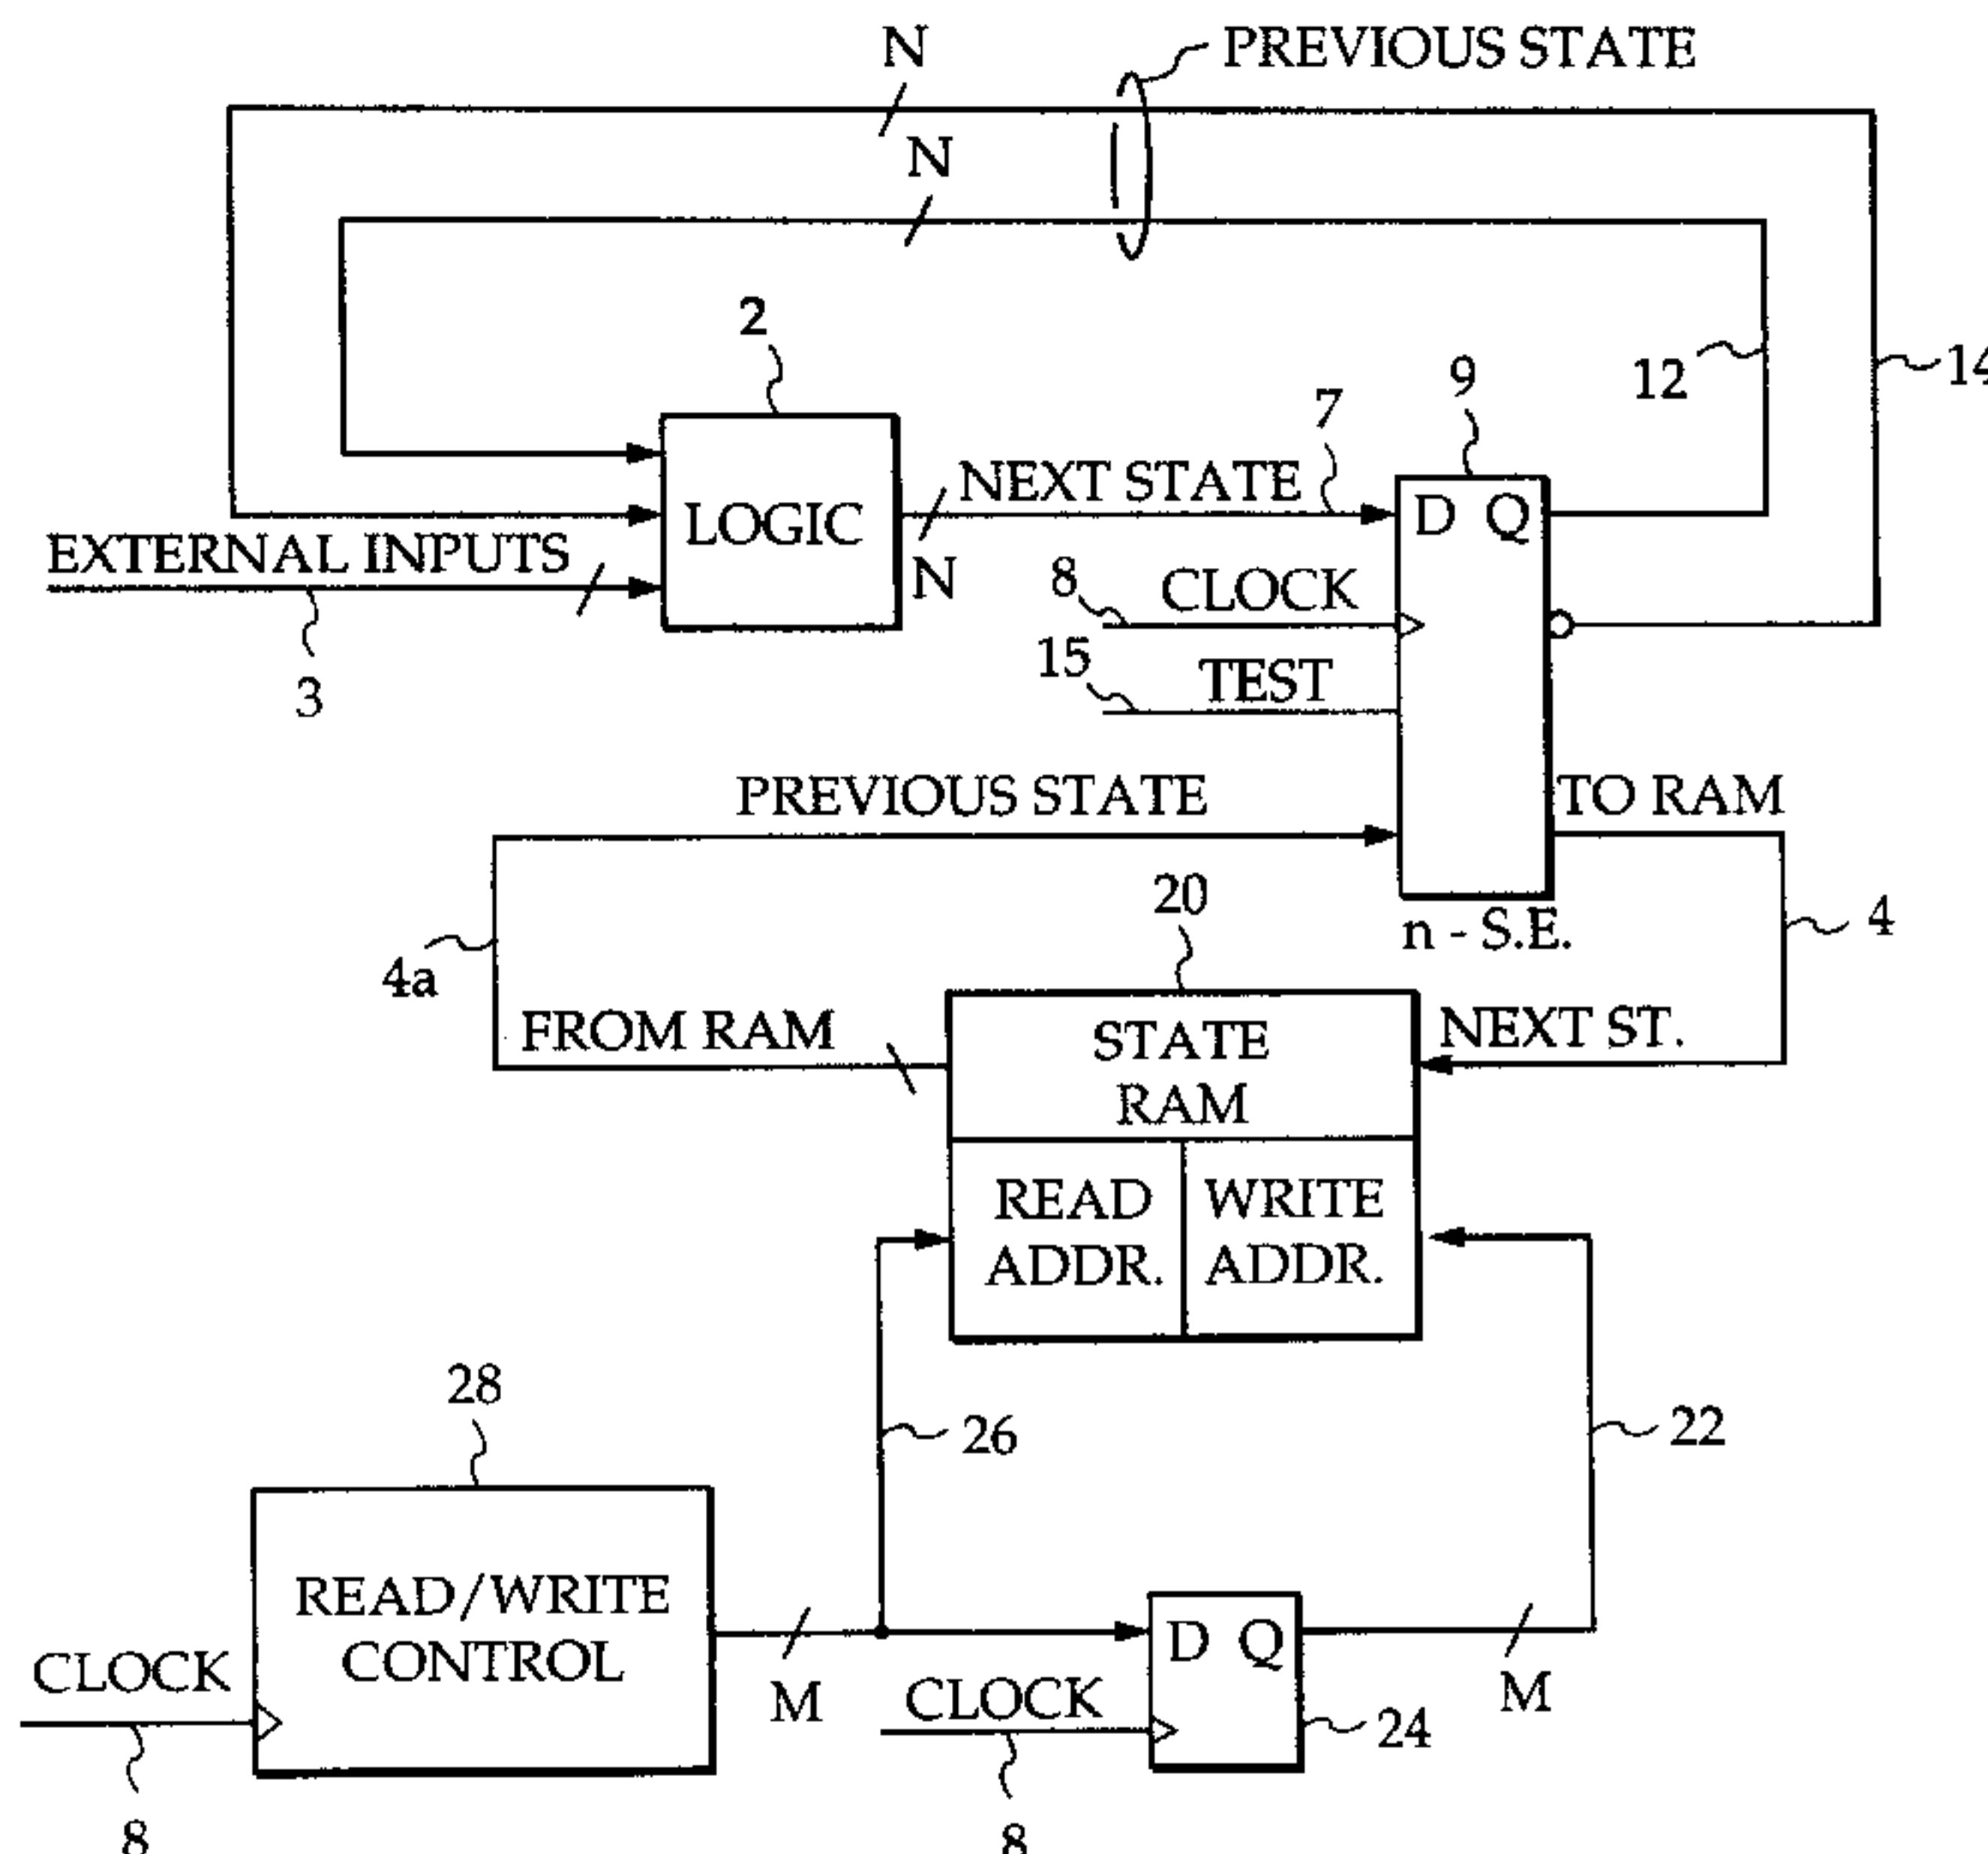 N
PREVIOUS STATE
N
2
9
12
14
7
NEXT STATE
LOGIC
D Q
EXTERNAL INPUTS
N
8
CLOCK
3
15
TEST
PREVIOUS STATE
TO RAM
20
n - S.E.
4
4a
FROM RAM
STATE
RAM
NEXT ST.
READ
ADDR.
WRITE
ADDR.
28
26
22
READ/WRITE
CONTROL
D Q
CLOCK
M
CLOCK
M
24
8
8